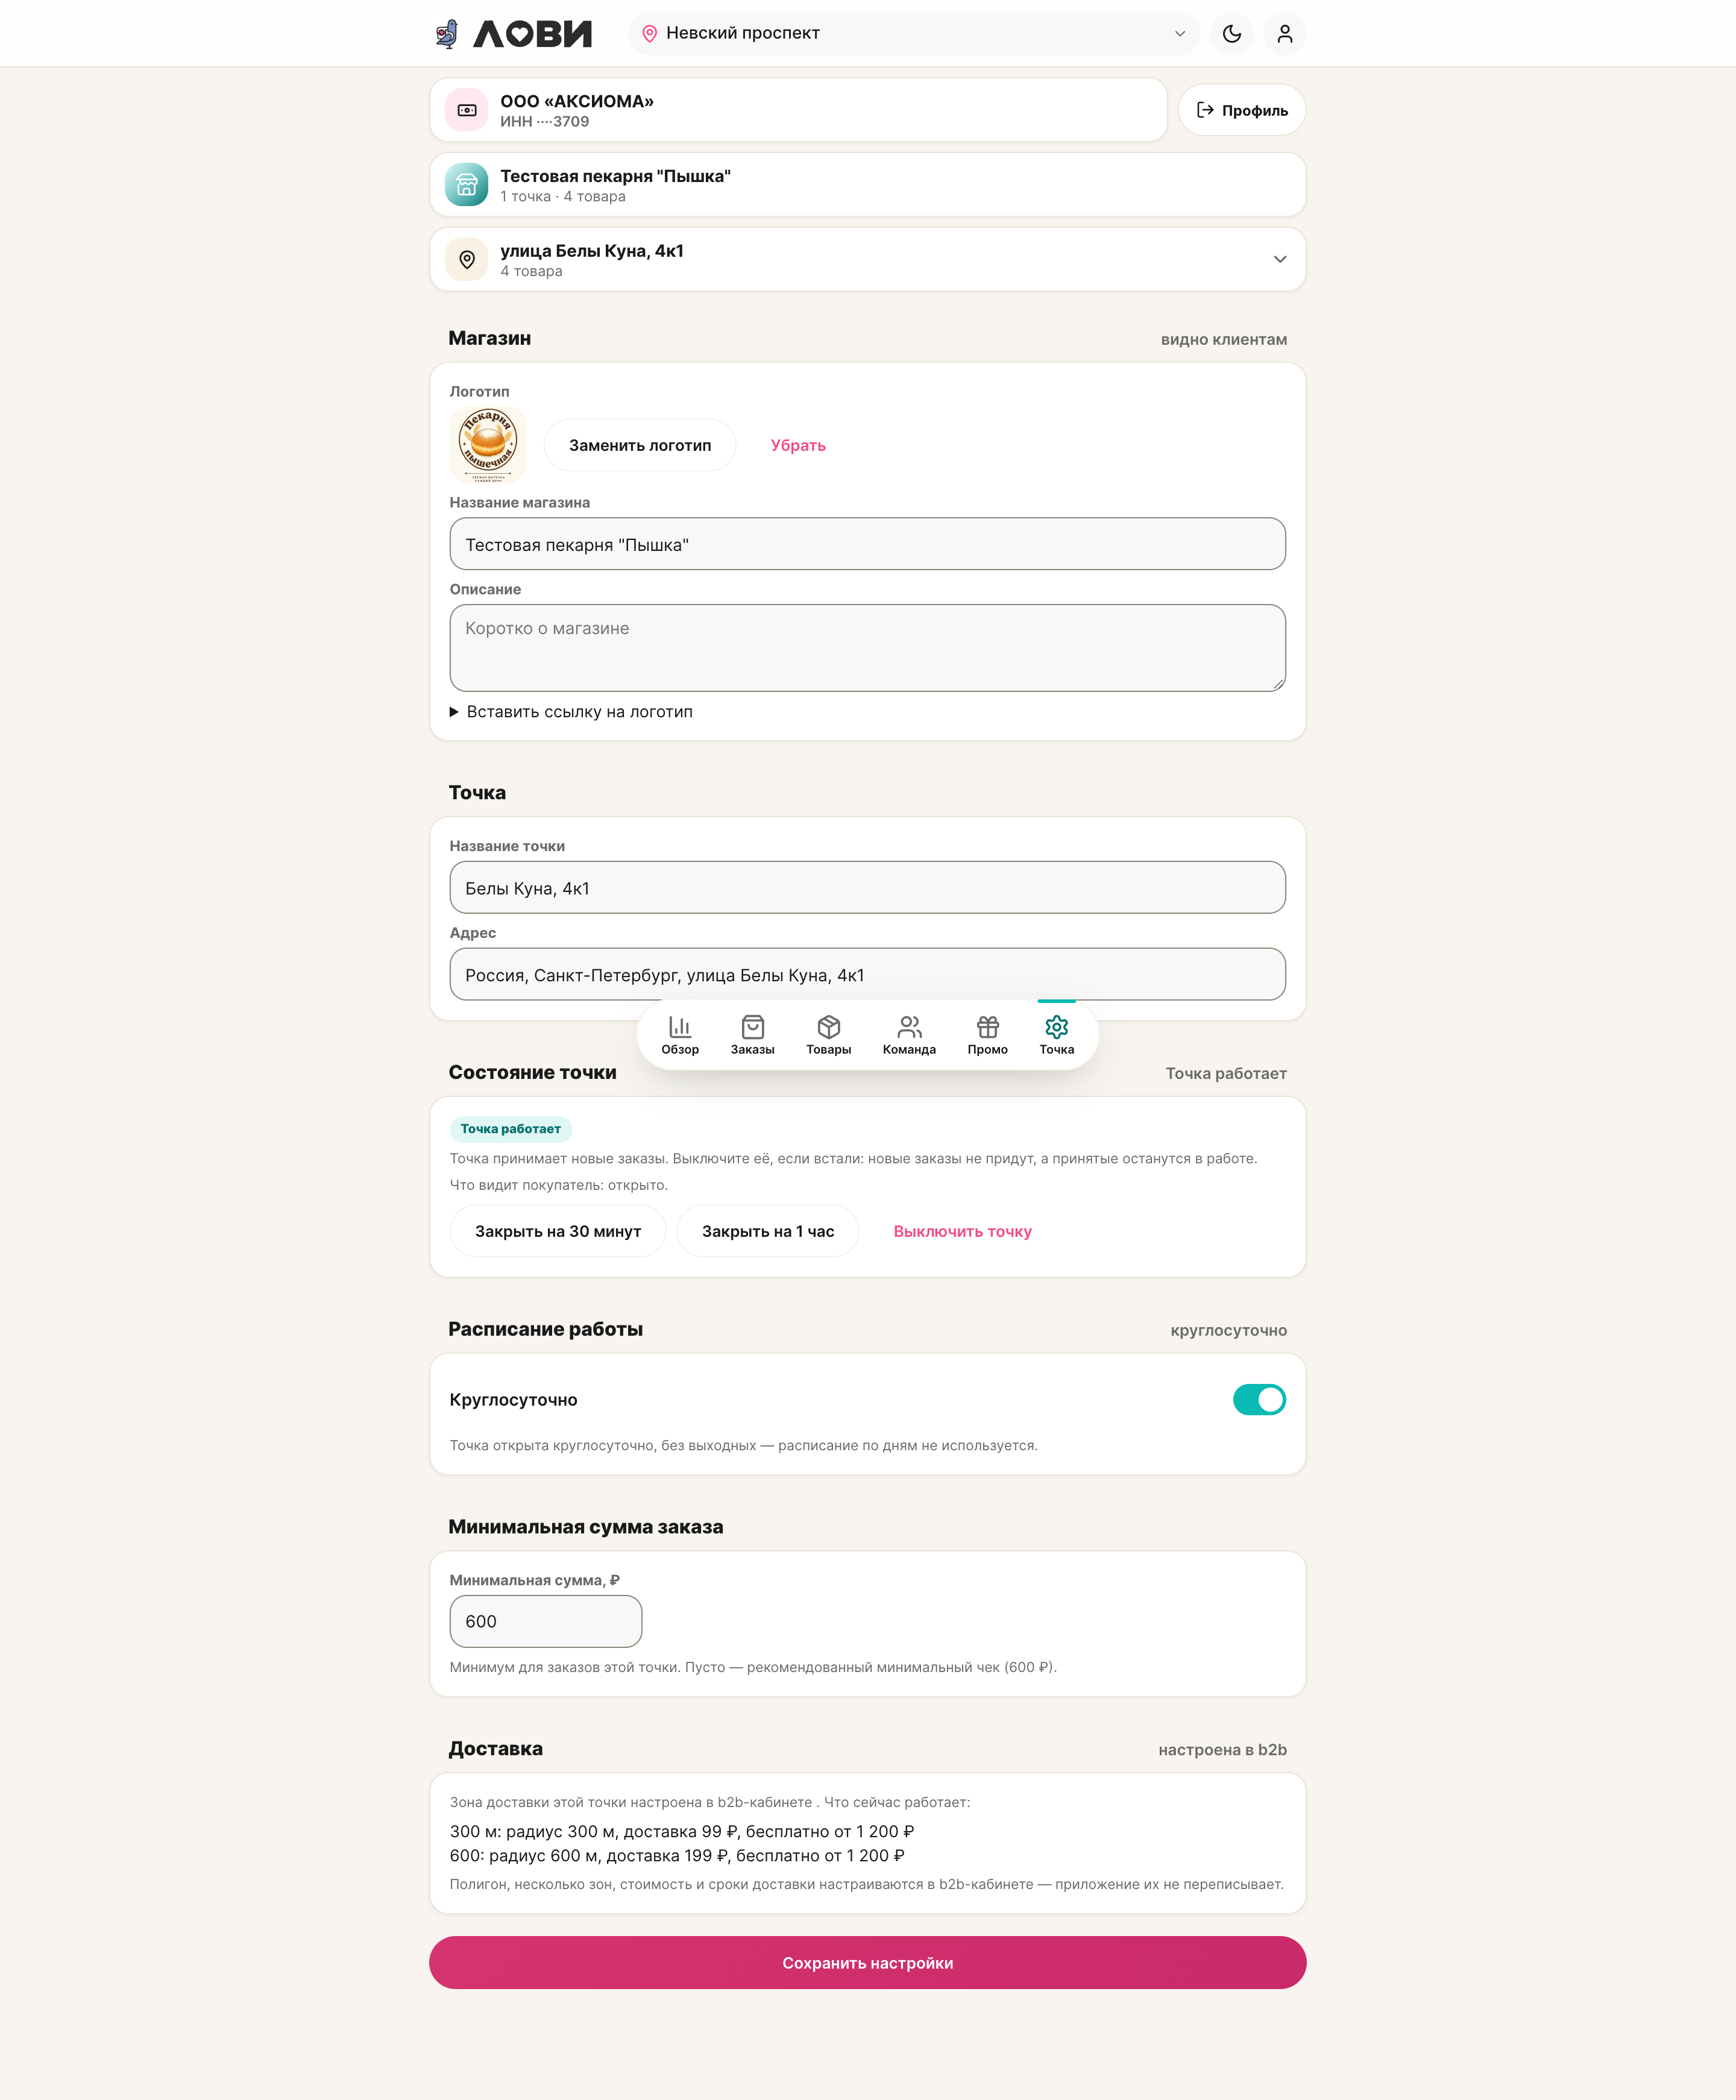 ЛОВИ
Невский проспект
ООО «АКСИОМА»
ИНН ····3709
Профиль
Тестовая пекарня "Пышка"
1 точка · 4 товара
улица Белы Куна, 4к1
4 товара
Магазин
видно клиентам
Логотип
Пекарня
пышечная
свежая выпечка
каждый день
Заменить логотип
Убрать
Название магазина
Тестовая пекарня "Пышка"
Описание
Коротко о магазине
Вставить ссылку на логотип
Точка
Название точки
Белы Куна, 4к1
Адрес
Россия, Санкт-Петербург, улица Белы Куна, 4к1
Обзор
Заказы
Товары
Команда
Промо
Точка
Состояние точки
Точка работает
Точка работает
Точка принимает новые заказы. Выключите её, если встали: новые заказы не придут, а принятые останутся в работе.
Что видит покупатель: открыто.
Закрыть на 30 минут
Закрыть на 1 час
Выключить точку
Расписание работы
круглосуточно
Круглосуточно
Точка открыта круглосуточно, без выходных — расписание по дням не используется.
Минимальная сумма заказа
Минимальная сумма, ₽
600
Минимум для заказов этой точки. Пусто — рекомендованный минимальный чек (600 ₽).
Доставка
настроена в b2b
Зона доставки этой точки настроена в b2b-кабинете . Что сейчас работает:
300 м: радиус 300 м, доставка 99 ₽, бесплатно от 1 200 ₽
600: радиус 600 м, доставка 199 ₽, бесплатно от 1 200 ₽
Полигон, несколько зон, стоимость и сроки доставки настраиваются в b2b-кабинете — приложение их не переписывает.
Сохранить настройки